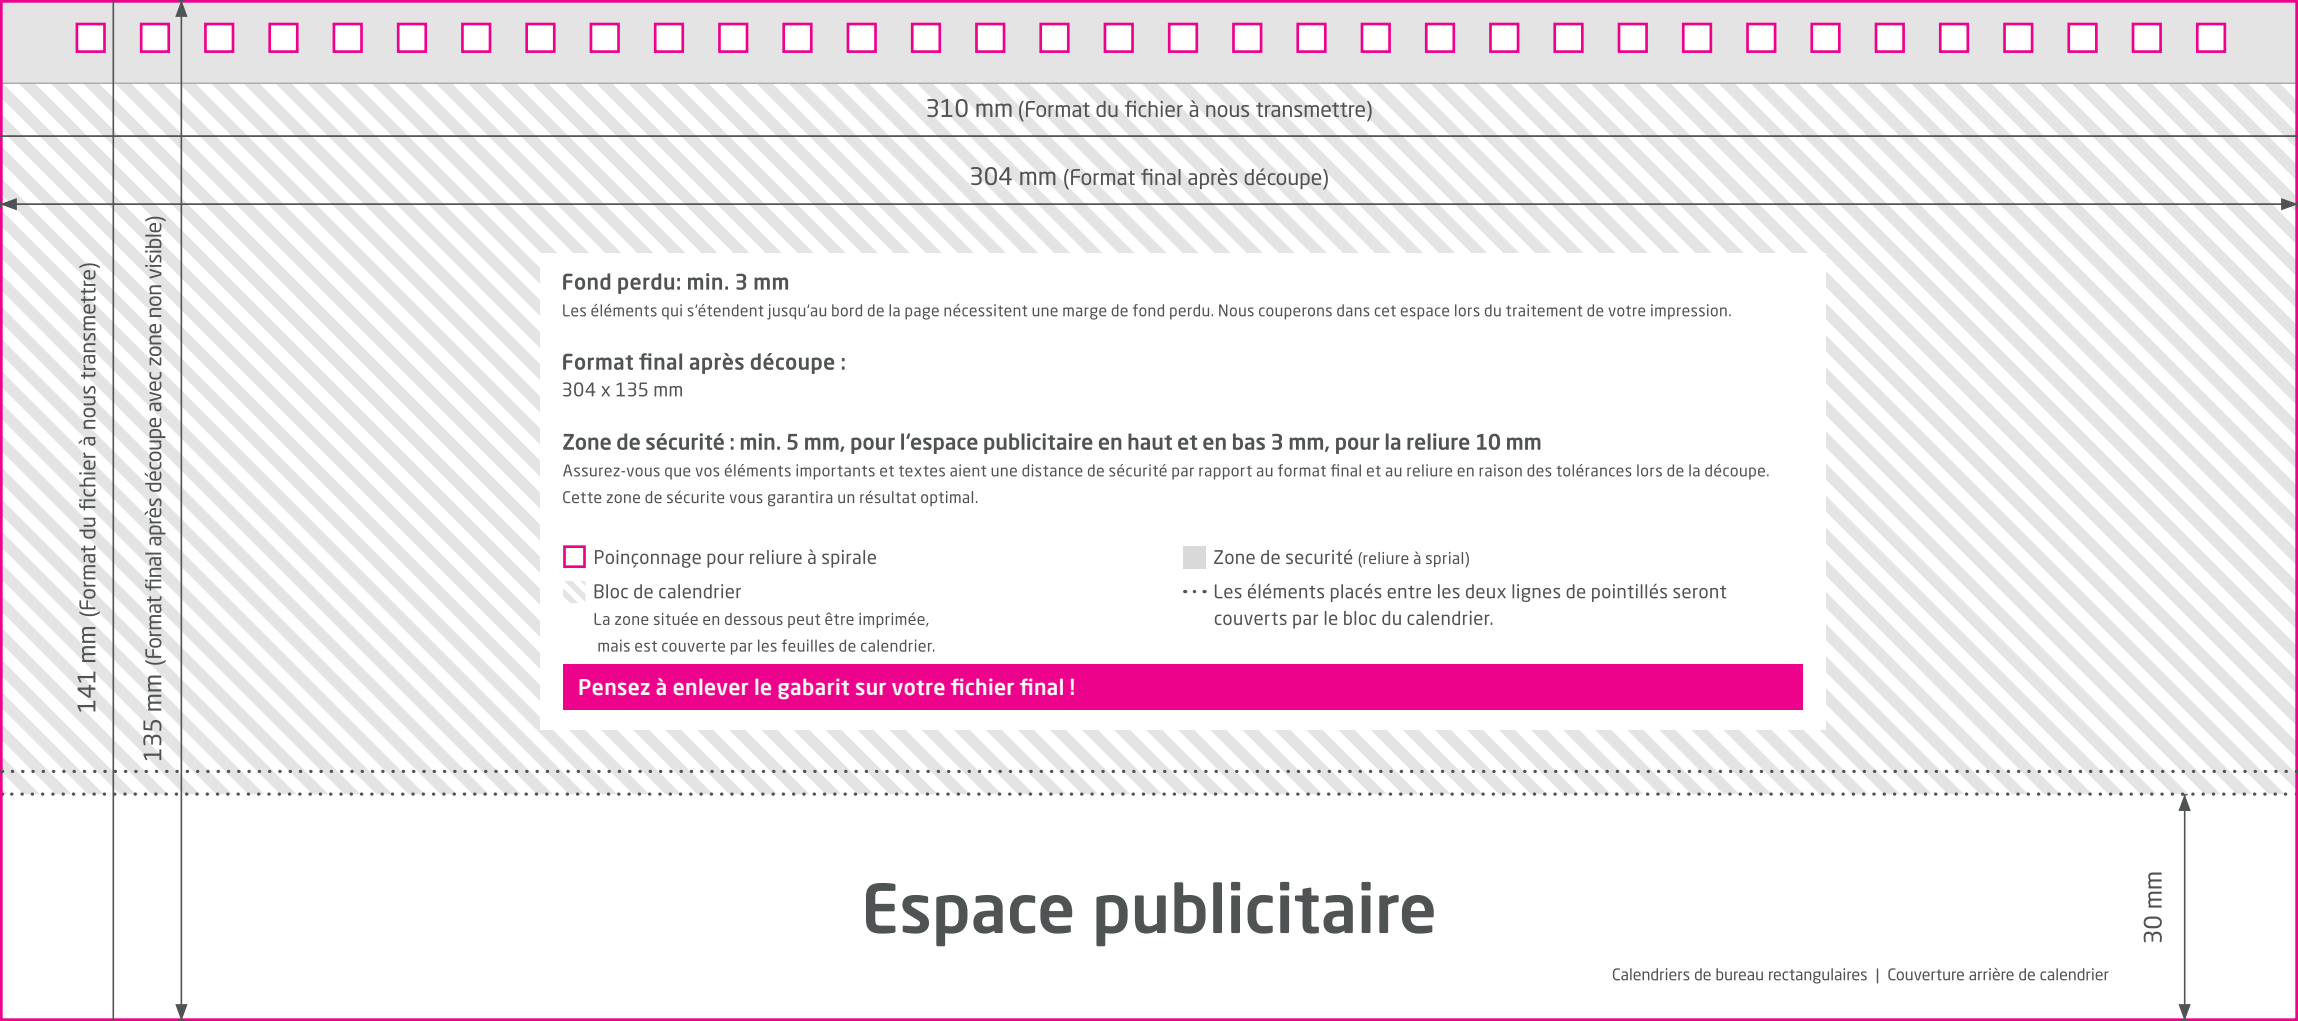 310 mm (Format du fichier à nous transmettre)
304 mm (Format final après découpe)
141 mm (Format du fichier à nous transmettre)
135 mm (Format final après découpe avec zone non visible)
Fond perdu: min. 3 mm
Les éléments qui s‘étendent jusqu‘au bord de la page nécessitent une marge de fond perdu. Nous couperons dans cet espace lors du traitement de votre impression.
Format final après découpe :
304 x 135 mm
Zone de sécurité : min. 5 mm, pour l‘espace publicitaire en haut et en bas 3 mm, pour la reliure 10 mm
Assurez-vous que vos éléments importants et textes aient une distance de sécurité par rapport au format final et au reliure en raison des tolérances lors de la découpe.
Cette zone de sécurite vous garantira un résultat optimal.
Poinçonnage pour reliure à spirale
Bloc de calendrier
La zone située en dessous peut être imprimée,
mais est couverte par les feuilles de calendrier.
Zone de securité (reliure à sprial)
Les éléments placés entre les deux lignes de pointillés seront
couverts par le bloc du calendrier.
Pensez à enlever le gabarit sur votre fichier final !
Espace publicitaire
30 mm
Calendriers de bureau rectangulaires | Couverture arrière de calendrier